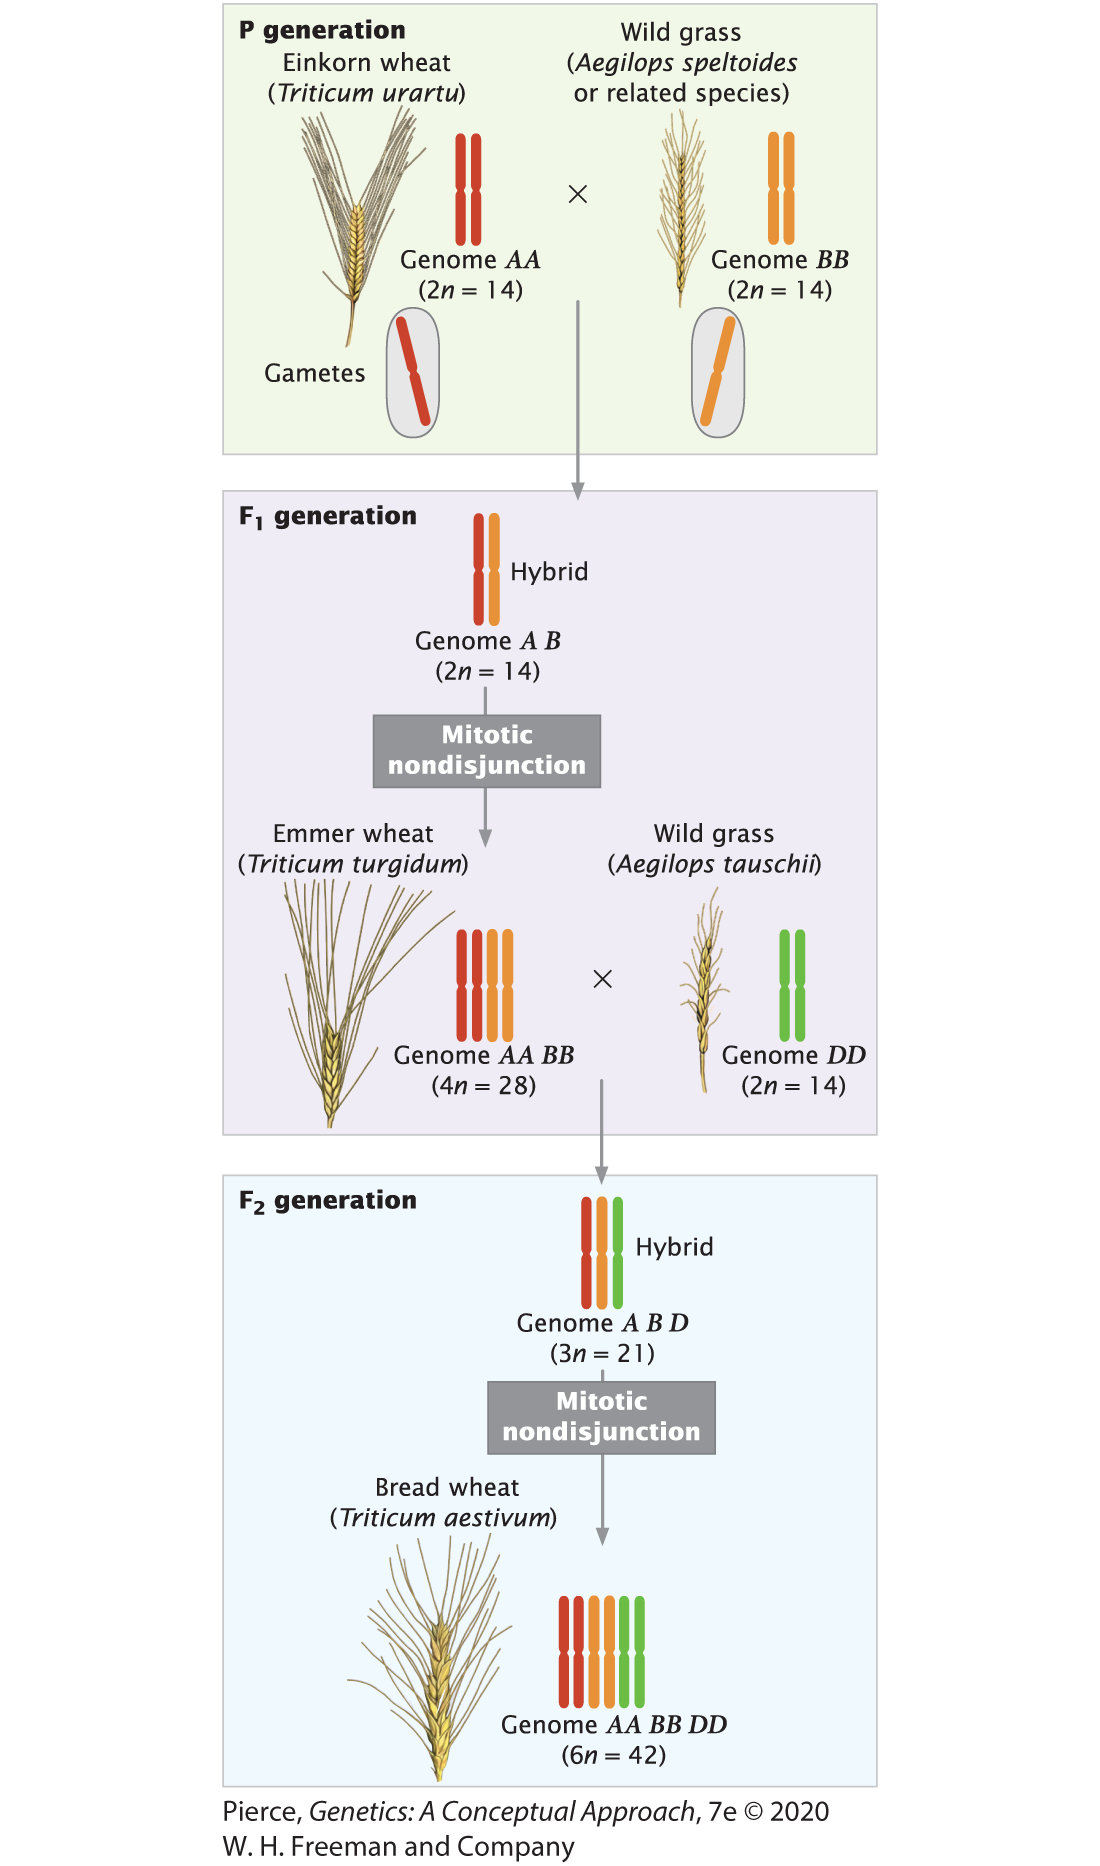 P generation
Einkorn wheat
(Triticum urartu)
Wild grass
(Aegilops speltoides
or related species)
×
Genome AA
(2n = 14)
Genome BB
(2n = 14)
Gametes
F1 generation
Hybrid
Genome A B
(2n = 14)
Mitotic
nondisjunction
Emmer wheat
(Triticum turgidum)
Wild grass
(Aegilops tauschii)
×
Genome AA BB
(4n = 28)
Genome DD
(2n = 14)
F2 generation
Hybrid
Genome A B D
(3n = 21)
Mitotic
nondisjunction
Bread wheat
(Triticum aestivum)
Genome AA BB DD
(6n = 42)
Pierce, Genetics: A Conceptual Approach, 7e © 2020
W. H. Freeman and Company